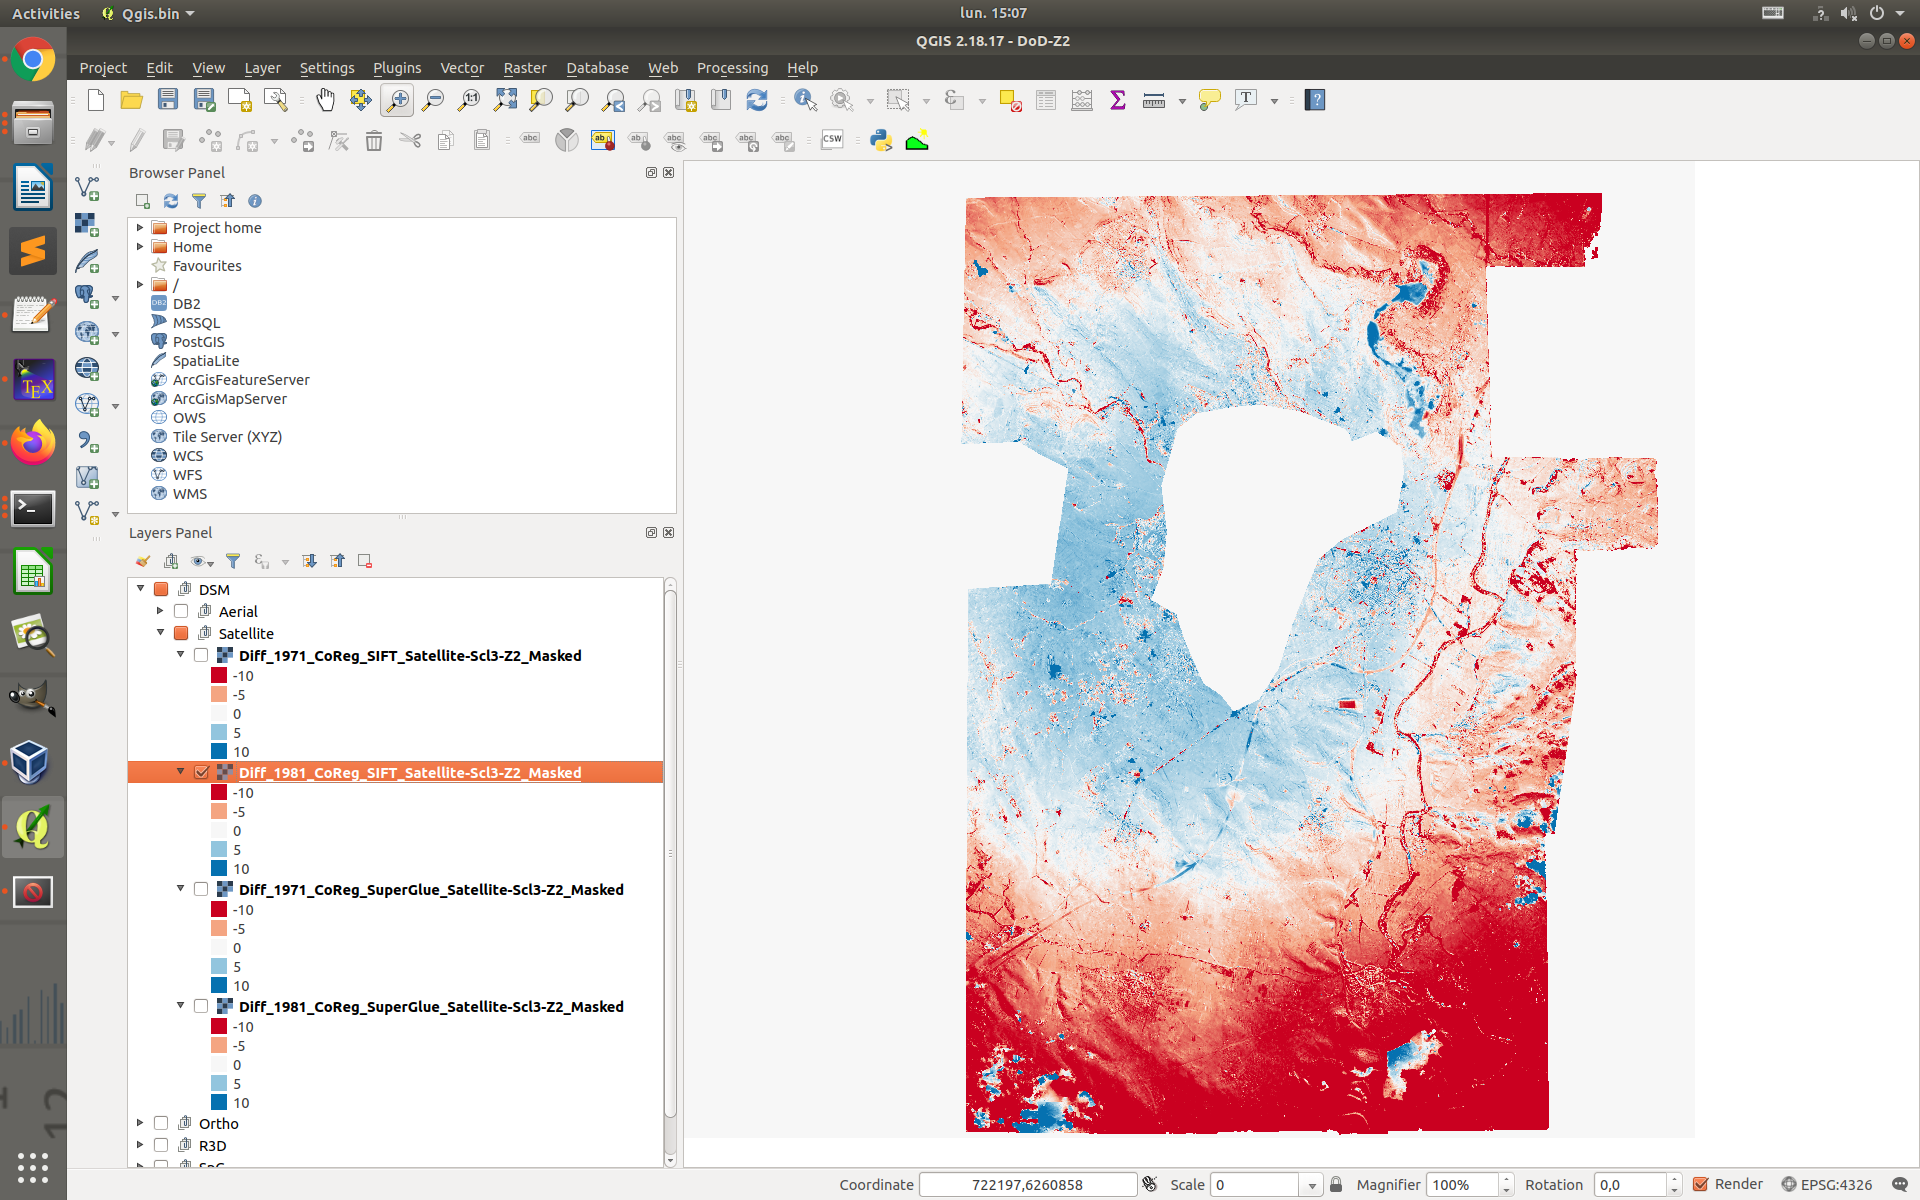 Activities Qgis.bin lun. 15:07
QGIS 2.18.17 - DoD-Z2
Project Edit View Layer Settings Plugins Vector Raster Database Web Processing Help
Browser Panel
Project home
Home
Favourites
/
DB2
MSSQL
PostGIS
SpatiaLite
ArcGisFeatureServer
ArcGisMapServer
OWS
Tile Server (XYZ)
WCS
WFS
WMS
Layers Panel
DSM
Aerial
Satellite
Diff_1971_CoReg_SIFT_Satellite-Scl3-Z2_Masked
-10
-5
0
5
10
Diff_1981_CoReg_SIFT_Satellite-Scl3-Z2_Masked
-10
-5
0
5
10
Diff_1971_CoReg_SuperGlue_Satellite-Scl3-Z2_Masked
-10
-5
0
5
10
Diff_1981_CoReg_SuperGlue_Satellite-Scl3-Z2_Masked
-10
-5
0
5
10
Ortho
R3D
Coordinate 722197,6260858 Scale 0 Magnifier 100% Rotation 0,0 Render EPSG:4326